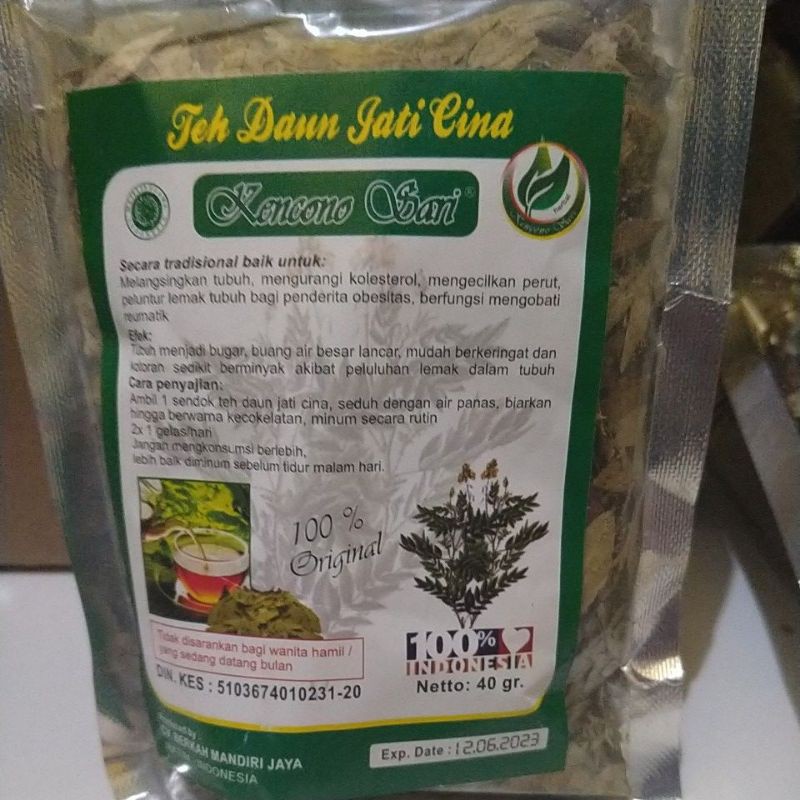 Teh Daun Jati Cina
Kencono Sari®
herbal
Kencono Sari
Secara tradisional baik untuk:
Melangsingkan tubuh, mengurangi kolesterol, mengecilkan perut,
peluntur lemak tubuh bagi penderita obesitas, berfungsi mengobati
reumatik
Efek:
Tubuh menjadi bugar, buang air besar lancar, mudah berkeringat dan
kotoran sedikit berminyak akibat peluluhan lemak dalam tubuh
Cara penyajian:
Ambil 1 sendok teh daun jati cina, seduh dengan air panas, biarkan
hingga berwarna kecokelatan, minum secara rutin
2x 1 gelas/hari
Jangan mengkonsumsi berlebih,
lebih baik diminum sebelum tidur malam hari.
100 %
Original
Tidak disarankan bagi wanita hamil /
yang sedang datang bulan
DIN. KES : 5103674010231-20
100%
INDONESIA
Netto: 40 gr.
CV BERKAH MANDIRI JAYA
INDONESIA
Exp. Date : 12.06.2023